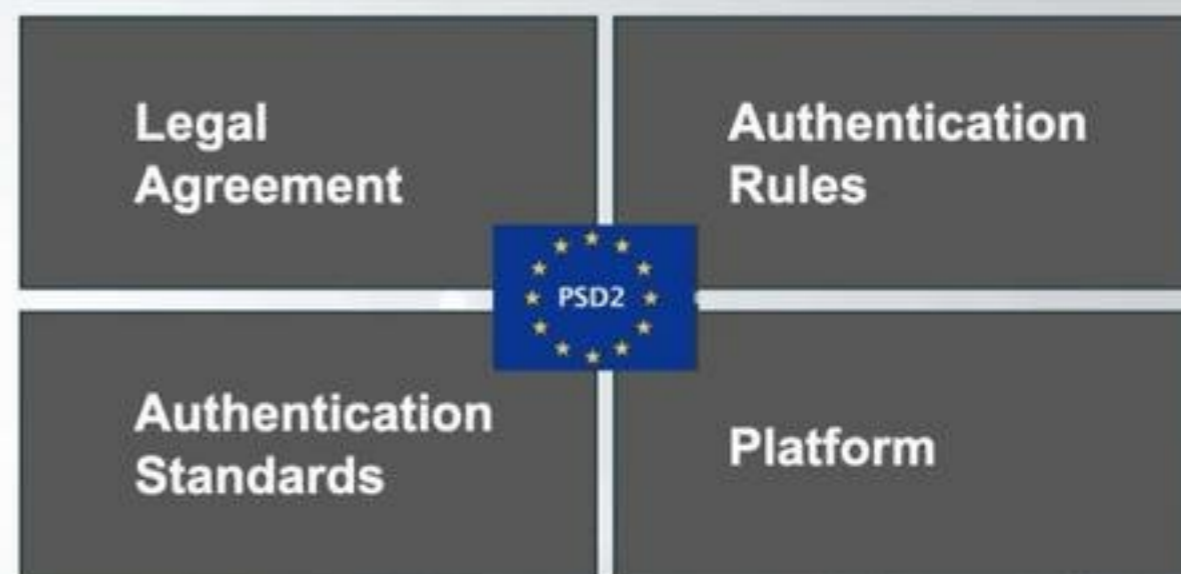 Legal
Agreement
Authentication
Rules
PSD2
Authentication
Standards
Platform